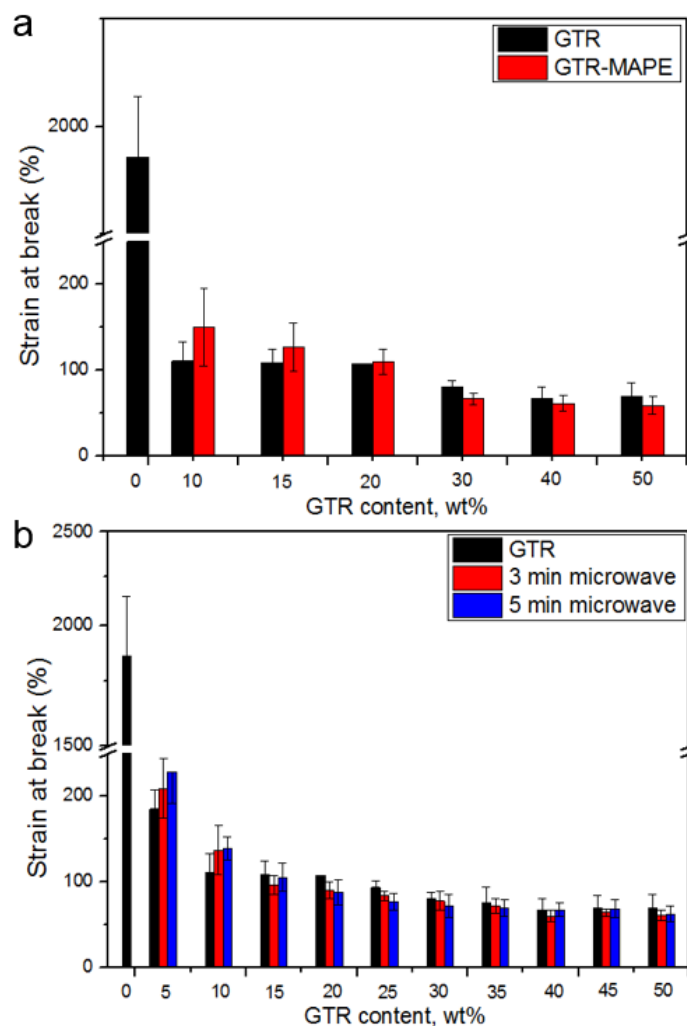 a
GTR
GTR-MAPE
Strain at break (%)
2000
200
100
0
0 10 15 20 30 40 50
GTR content, wt%
b
GTR
3 min microwave
5 min microwave
Strain at break (%)
2500
2000
1500
200
100
0
0 5 10 15 20 25 30 35 40 45 50
GTR content, wt%